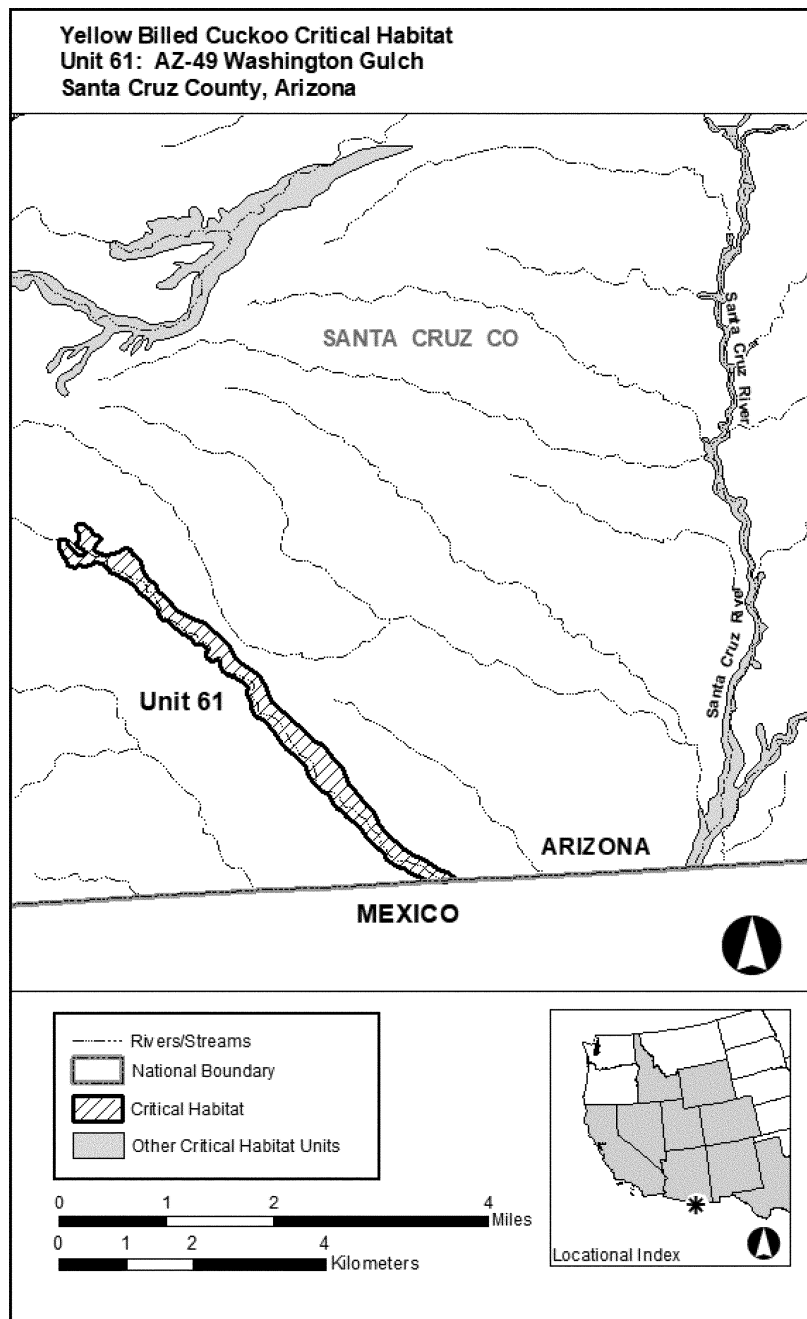 Yellow Billed Cuckoo Critical Habitat
Unit 61: AZ-49 Washington Gulch
Santa Cruz County, Arizona
Santa Cruz River
SANTA CRUZ CO
Santa Cruz River
Unit 61
ARIZONA
MEXICO
Rivers/Streams
National Boundary
Critical Habitat
Other Critical Habitat Units
0 1 2 4
Miles
0 1 2 4
Kilometers
Locational Index